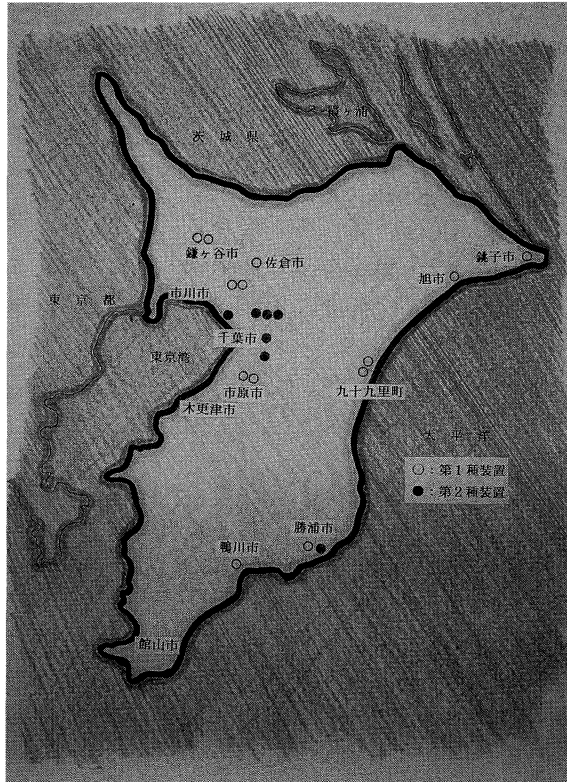 霞ヶ浦
茨城県
鎌ヶ谷市
佐倉市
銚子市
旭市
東京都
市川市
千葉市
東京湾
市原市
九十九里町
木更津市
太平洋
○:第1種装置
●:第2種装置
勝浦市
鴨川市
館山市